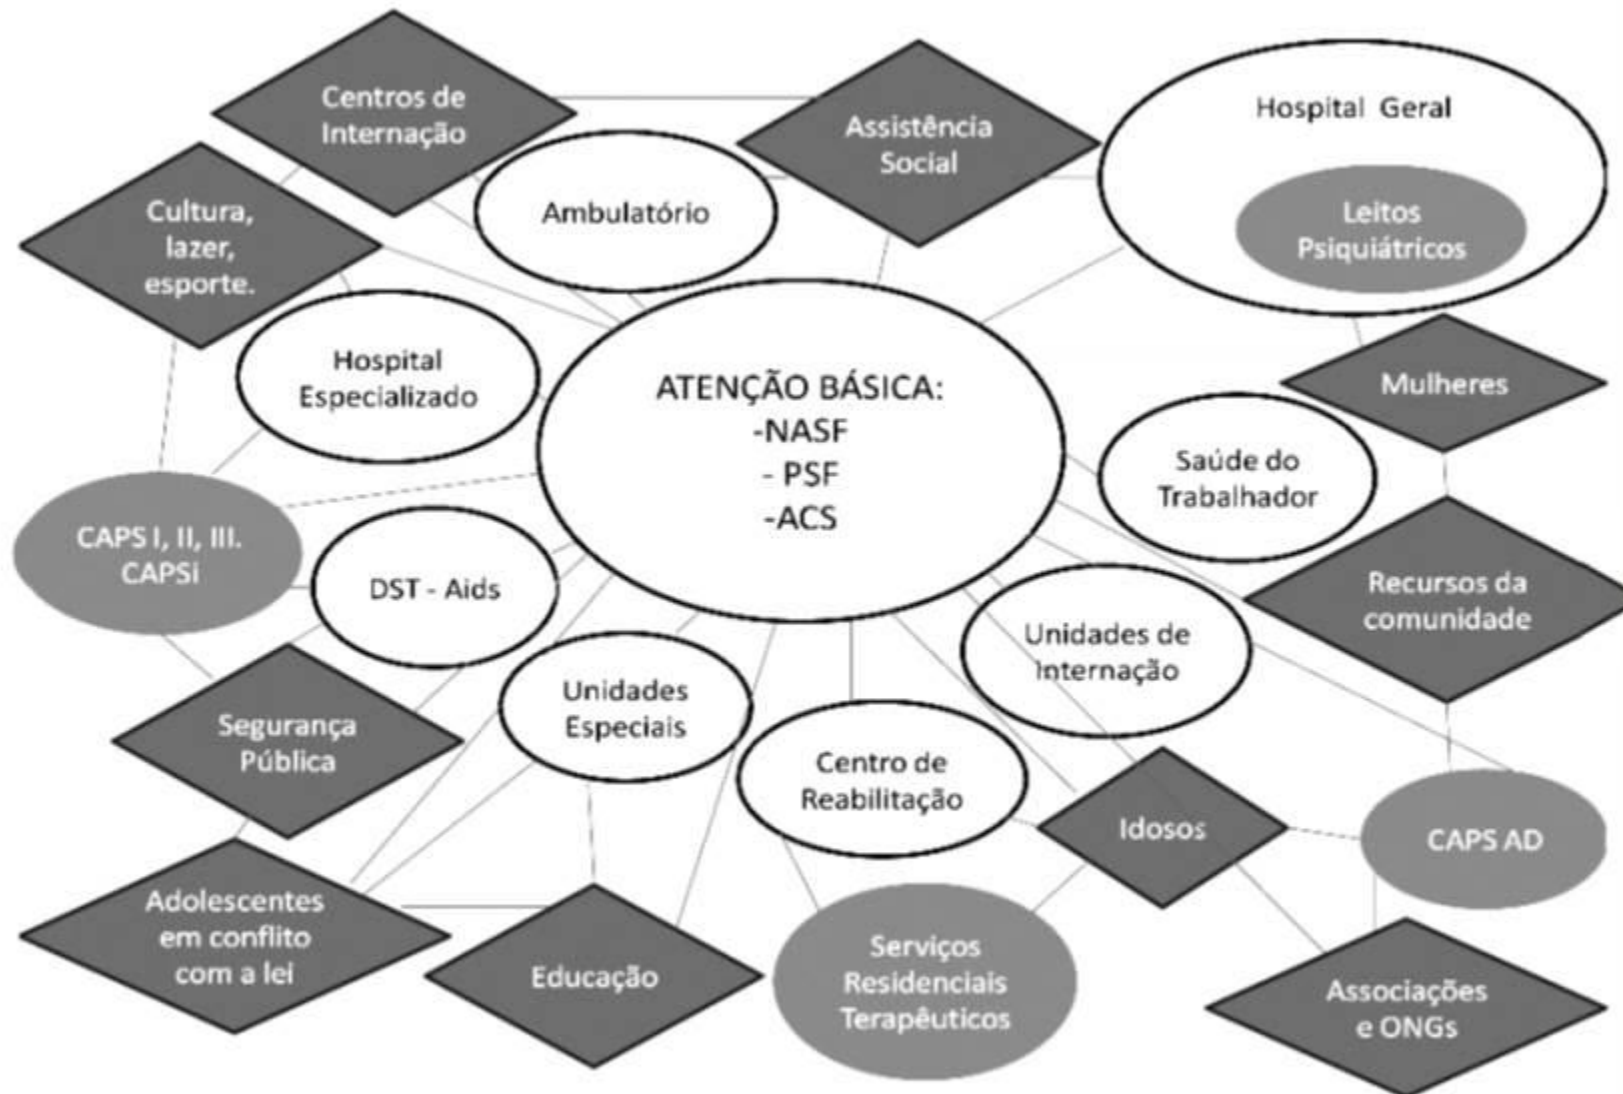 Centros de
Internação
Assistência
Social
Hospital Geral
Leitos
Psiquiátricos
Cultura,
lazer,
esporte.
Ambulatório
Hospital
Especializado
ATENÇÃO BÁSICA:
-NASF
- PSF
-ACS
Mulheres
Saúde do
Trabalhador
CAPS I, II, III.
CAPSi
DST - Aids
Recursos da
comunidade
Unidades de
Internação
Segurança
Pública
Unidades
Especiais
Centro de
Reabilitação
Idosos
CAPS AD
Adolescentes
em conflito
com a lei
Educação
Serviços
Residenciais
Terapêuticos
Associações
e ONGs